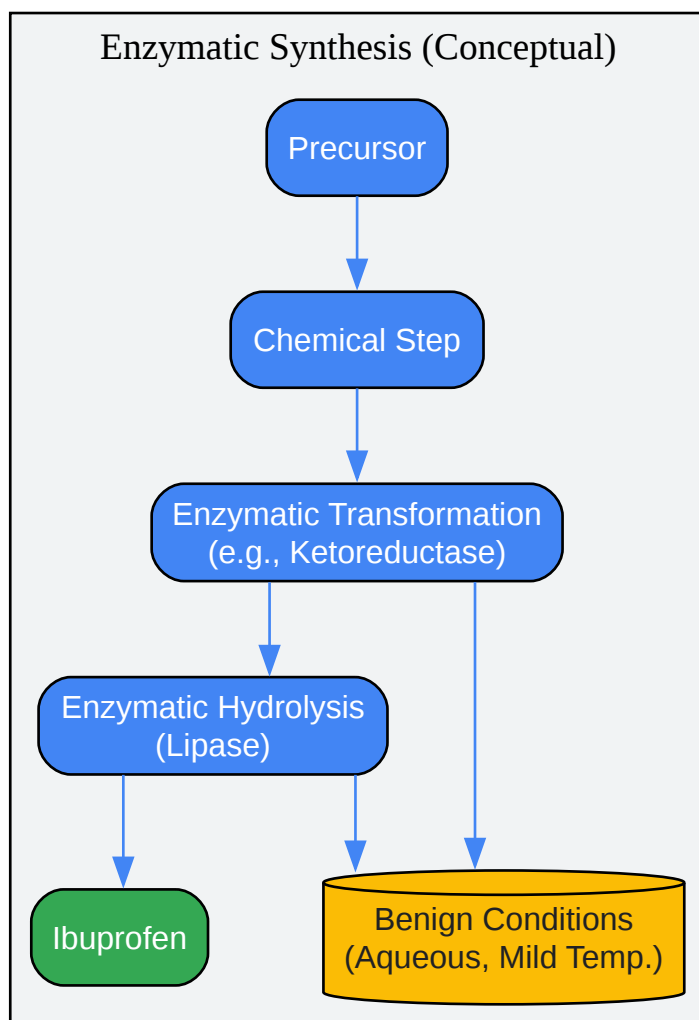 Enzymatic Synthesis (Conceptual)
Precursor
Chemical Step
Enzymatic Transformation
(e.g., Ketoreductase)
Enzymatic Hydrolysis
(Lipase)
Ibuprofen
Benign Conditions
(Aqueous, Mild Temp.)